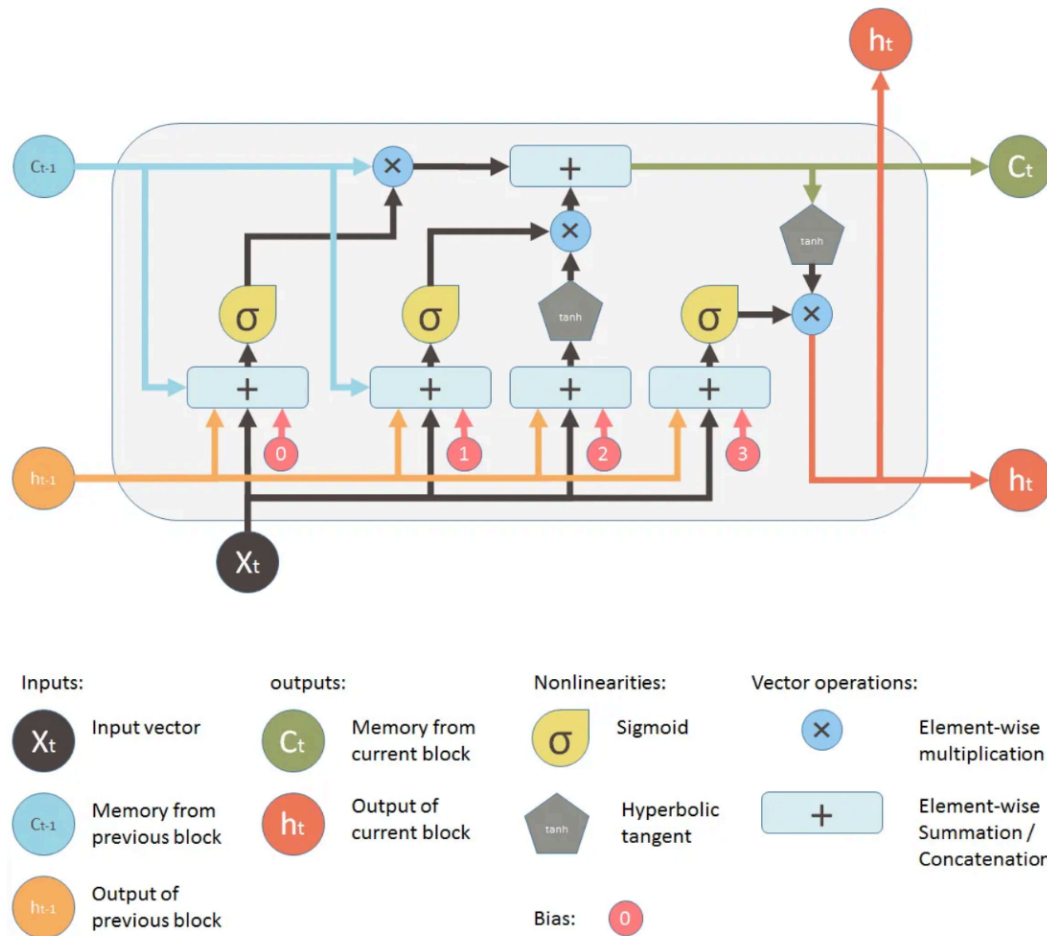 ht
Ct-1
×
+
Ct
×
tanh
σ
σ
tanh
σ
×
+
+
+
+
0
1
2
3
ht-1
ht
Xt
Inputs:
outputs:
Nonlinearities:
Vector operations:
Xt
Input vector
Ct
Memory from
current block
σ
Sigmoid
×
Element-wise
multiplication
Ct-1
Memory from
previous block
ht
Output of
current block
tanh
Hyperbolic
tangent
+
Element-wise
Summation /
Concatenation
ht-1
Output of
previous block
Bias:
0